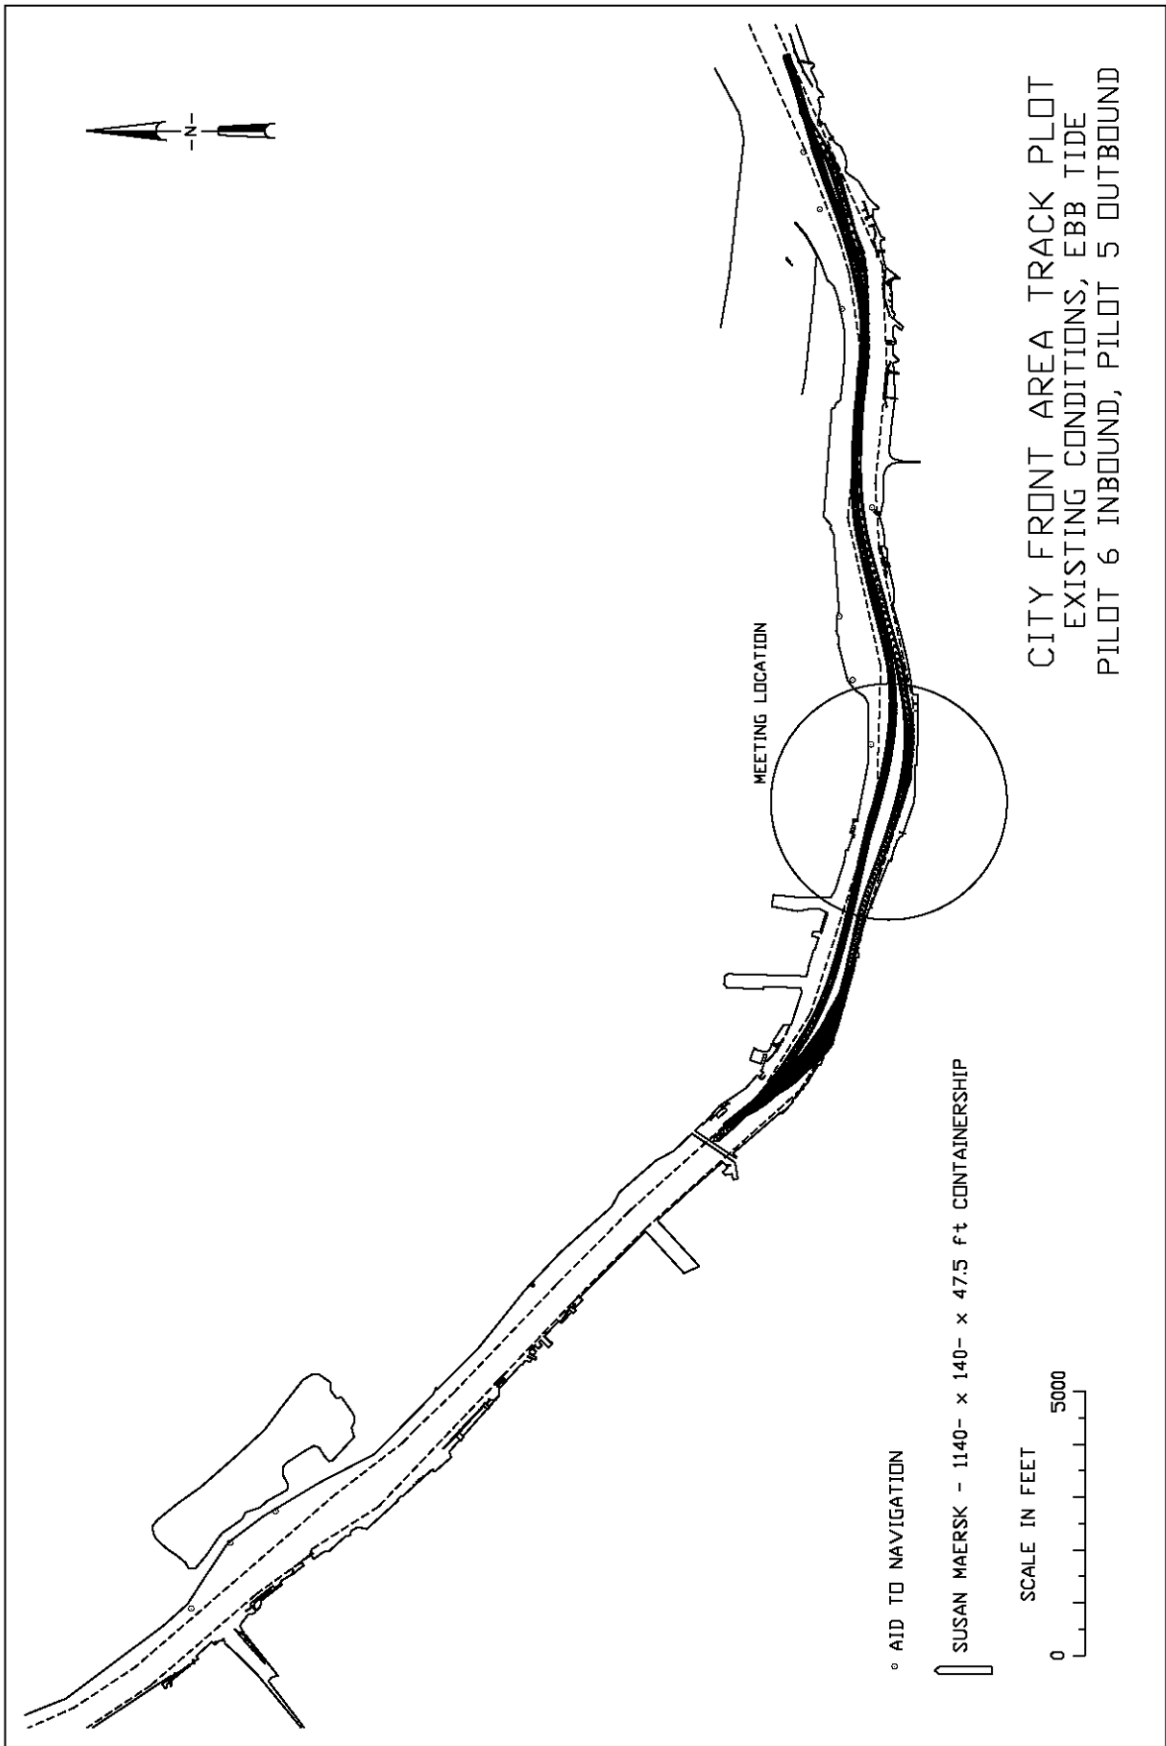 -N-
MEETING LOCATION
CITY FRONT AREA TRACK PLOT
EXISTING CONDITIONS, EBB TIDE
PILOT 6 INBOUND, PILOT 5 OUTBOUND
AID TO NAVIGATION
SUSAN MAERSK - 1140- x 140- x 47.5 ft CONTAINERSHIP
SCALE IN FEET
0 5000